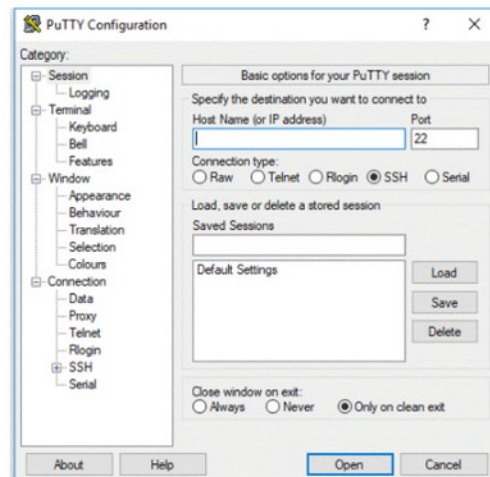 PuTTY Configuration ? ×
Category:
Session
Logging
Terminal
Keyboard
Bell
Features
Window
Appearance
Behaviour
Translation
Selection
Colours
Connection
Data
Proxy
Telnet
Rlogin
SSH
Serial
Basic options for your PuTTY session
Specify the destination you want to connect to
Host Name (or IP address) Port
22
Connection type:
Raw Telnet Rlogin SSH Serial
Load, save or delete a stored session
Saved Sessions
Default Settings
Load
Save
Delete
Close window on exit:
Always Never Only on clean exit
About Help Open Cancel